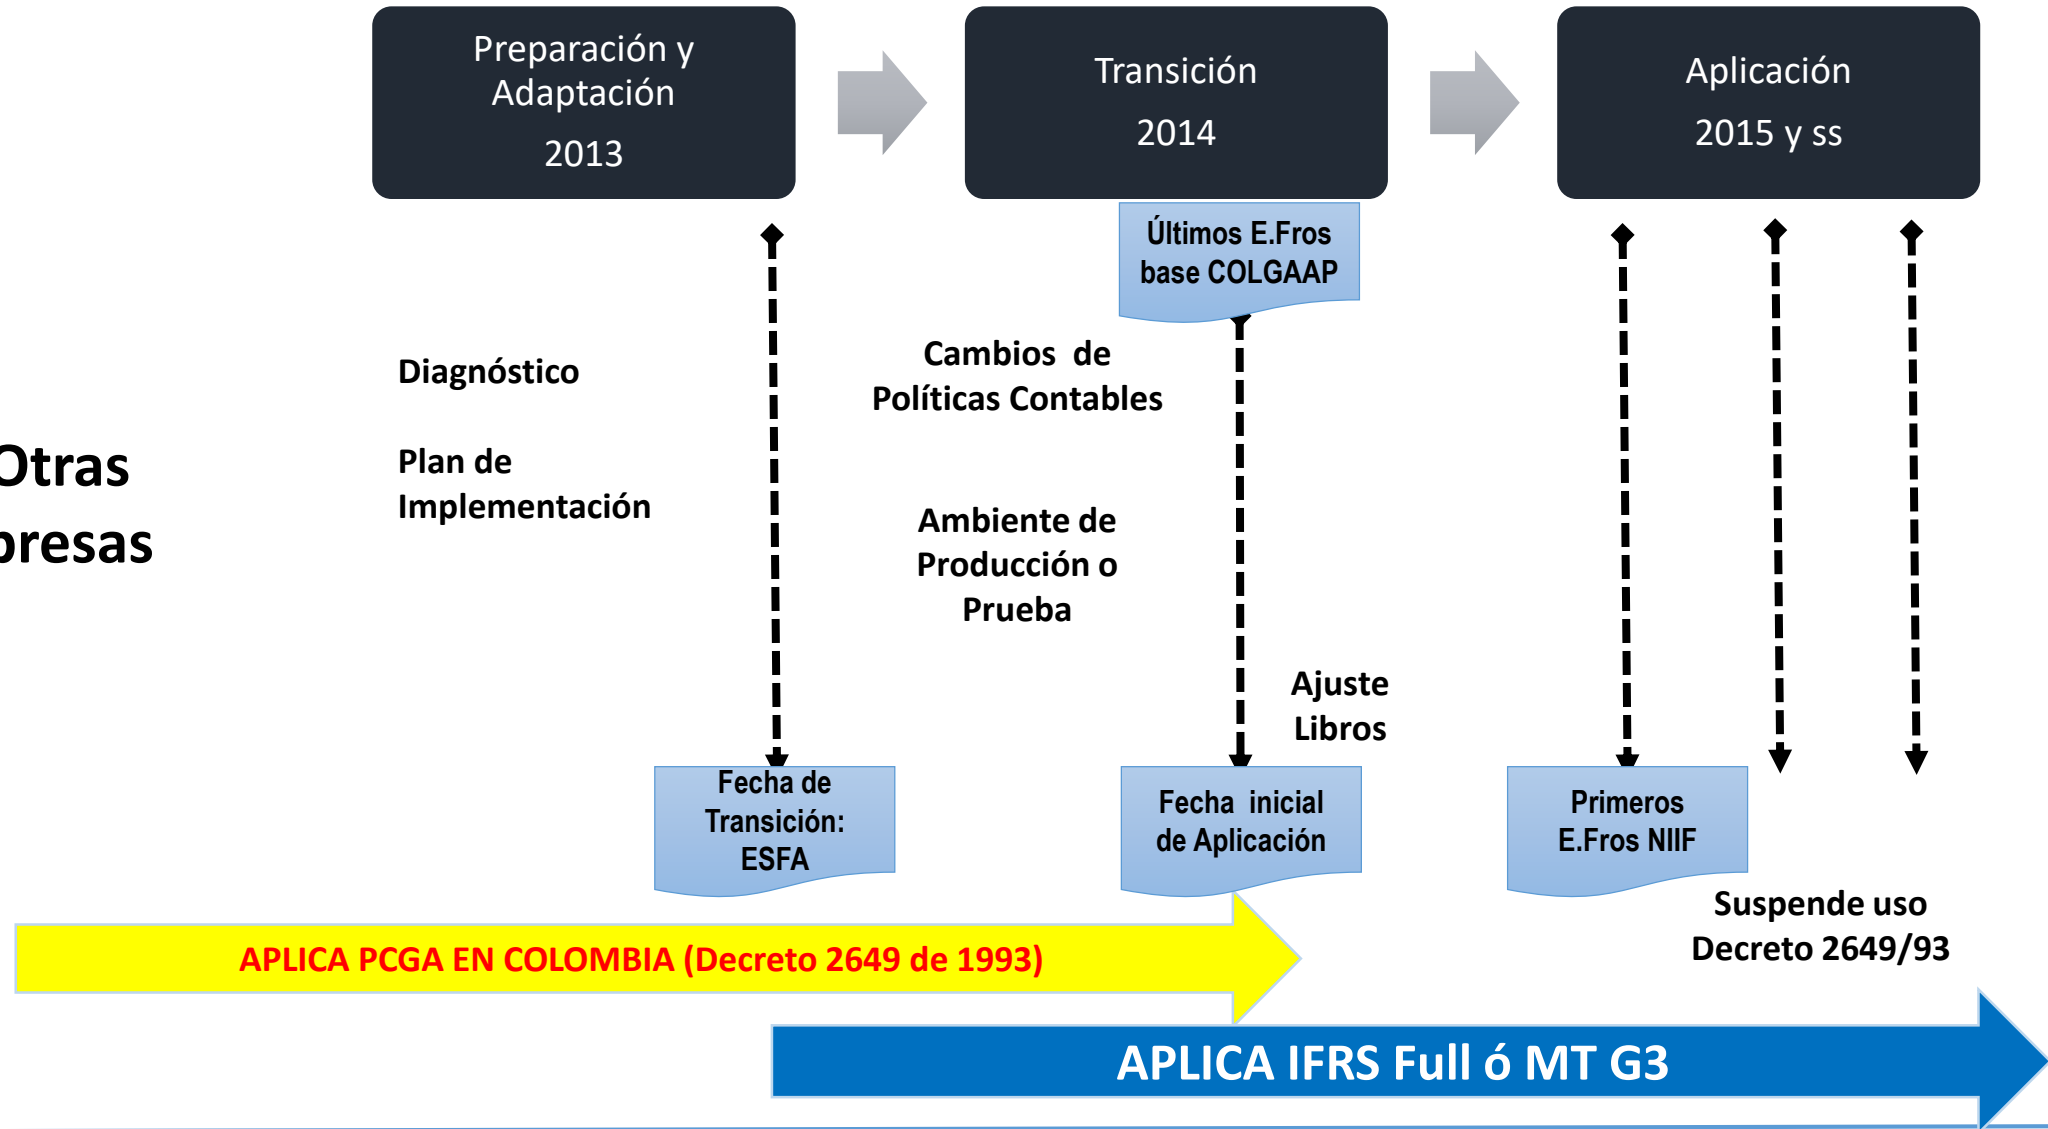 Preparación y
Adaptación
2013
Transición
2014
Aplicación
2015 y ss
Últimos E.Fros
base COLGAAP
Diagnóstico
Plan de
Implementación
Cambios de
Políticas Contables
Ambiente de
Producción o
Prueba
Otras
presas
Ajuste
Libros
Fecha de
Transición:
ESFA
Fecha inicial
de Aplicación
Primeros
E.Fros NIIF
Suspende uso
Decreto 2649/93
APLICA PCGA EN COLOMBIA (Decreto 2649 de 1993)
APLICA IFRS Full ó MT G3